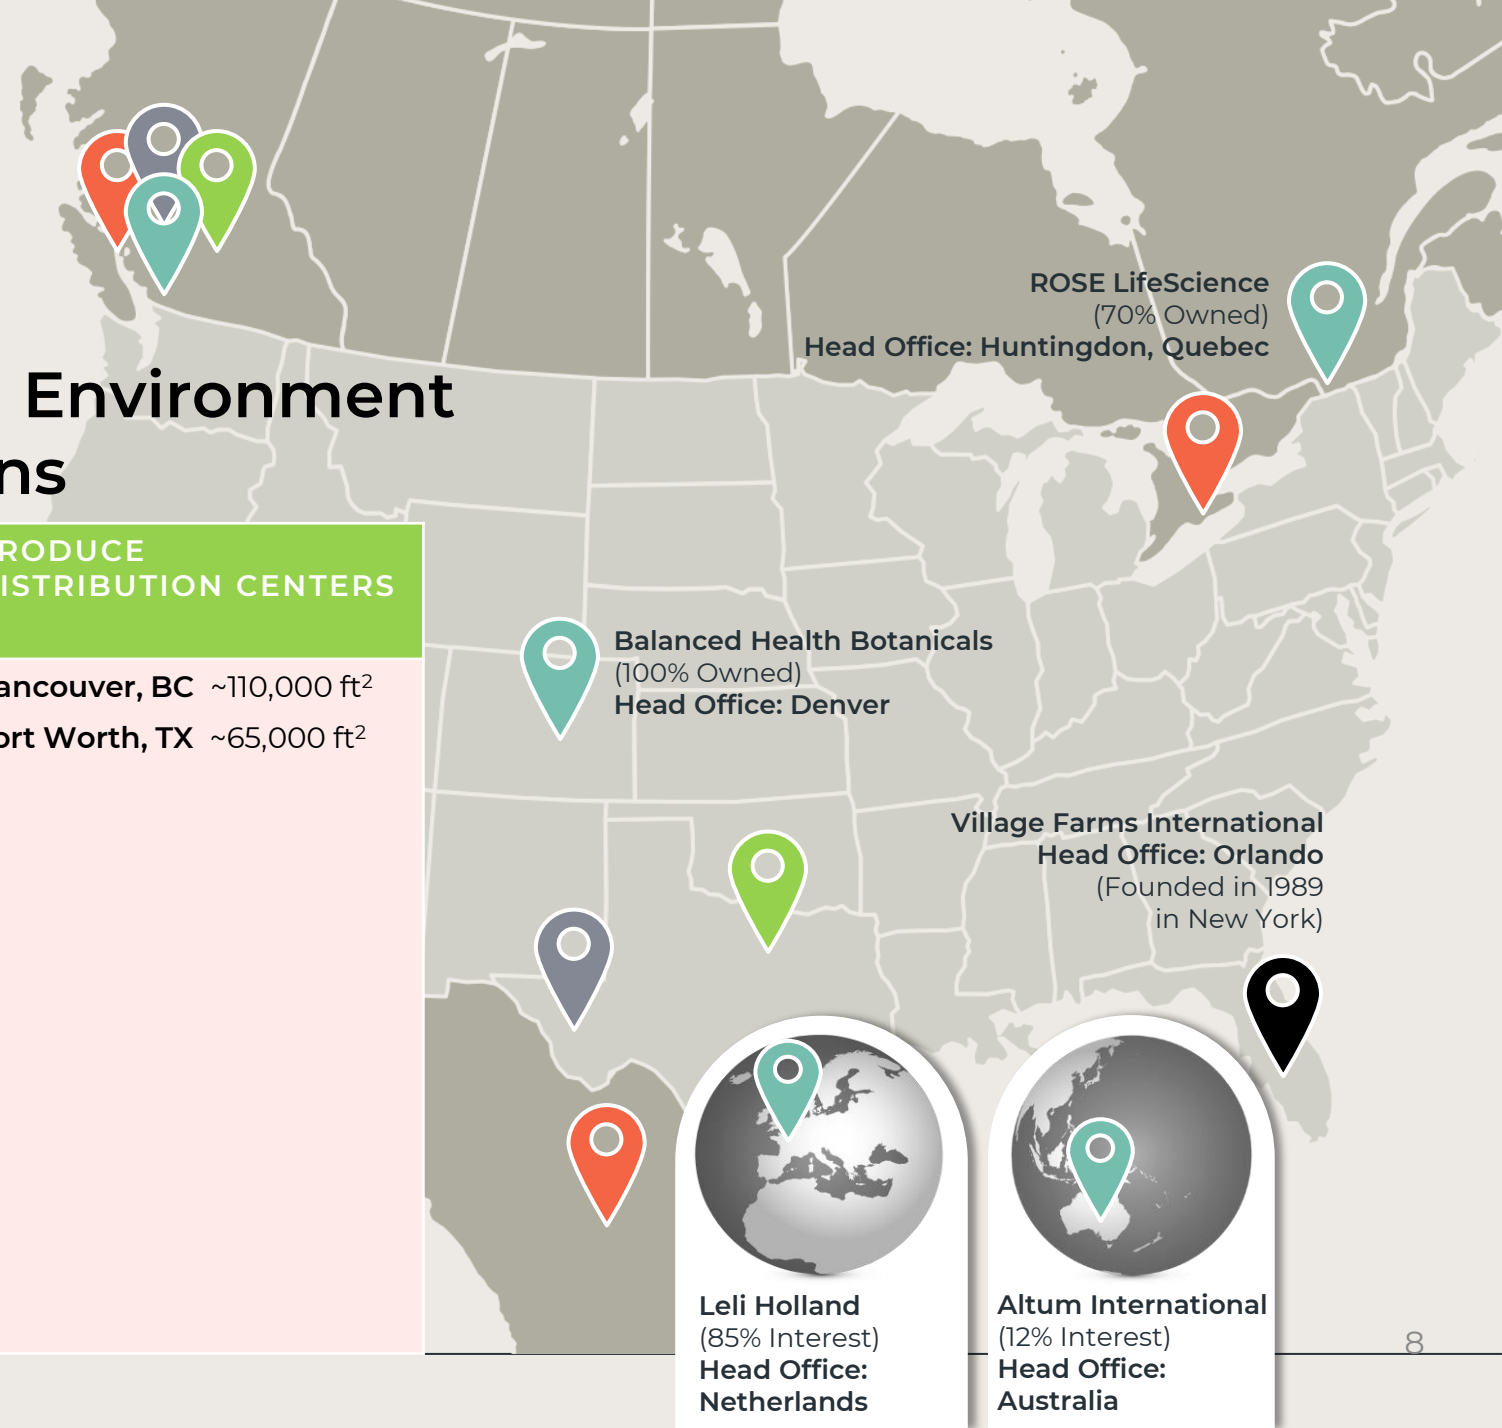 Environment
ns
RODUCE
ISTRIBUTION CENTERS
ancouver, BC ~110,000 ft²
ort Worth, TX ~65,000 ft²
ROSE LifeScience
(70% Owned)
Head Office: Huntingdon, Quebec
Balanced Health Botanicals
(100% Owned)
Head Office: Denver
Village Farms International
Head Office: Orlando
(Founded in 1989
in New York)
Leli Holland
(85% Interest)
Head Office:
Netherlands
Altum International
(12% Interest)
Head Office:
Australia
8